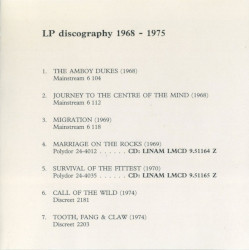 LP discography 1968 - 1975
1. THE AMBOY DUKES (1968)
Mainstream 6 104
2. JOURNEY TO THE CENTRE OF THE MIND (1968)
Mainstream 6 112
3. MIGRATION (1969)
Mainstream 6 118
4. MARRIAGE ON THE ROCKS (1969)
Polydor 24-4012 . . . . . . CD: LINAM LMCD 9.51164 Z
5. SURVIVAL OF THE FITTEST (1970)
Polydor 24-4035 . . . . . . CD: LINAM LMCD 9.51165 Z
6. CALL OF THE WILD (1974)
Discreet 2181
7. TOOTH, FANG & CLAW (1974)
Discreet 2203